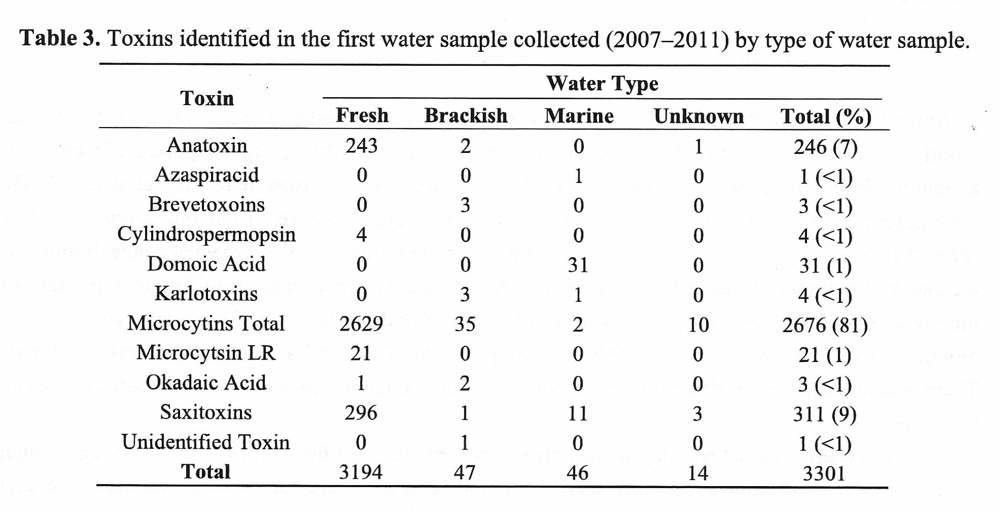 Table 3. Toxins identified in the first water sample collected (2007–2011) by type of water sample.
Water Type
Toxin
Fresh Brackish Marine Unknown Total (%)
Anatoxin 243 2 0 1 246 (7)
Azaspiracid 0 0 1 0 1 (<1)
Brevetoxoins 0 3 0 0 3 (<1)
Cylindrospermopsin 4 0 0 0 4 (<1)
Domoic Acid 0 0 31 0 31 (1)
Karlotoxins 0 3 1 0 4 (<1)
Microcytins Total 2629 35 2 10 2676 (81)
Microcytsin LR 21 0 0 0 21 (1)
Okadaic Acid 1 2 0 0 3 (<1)
Saxitoxins 296 1 11 3 311 (9)
Unidentified Toxin 0 1 0 0 1 (<1)
Total 3194 47 46 14 3301